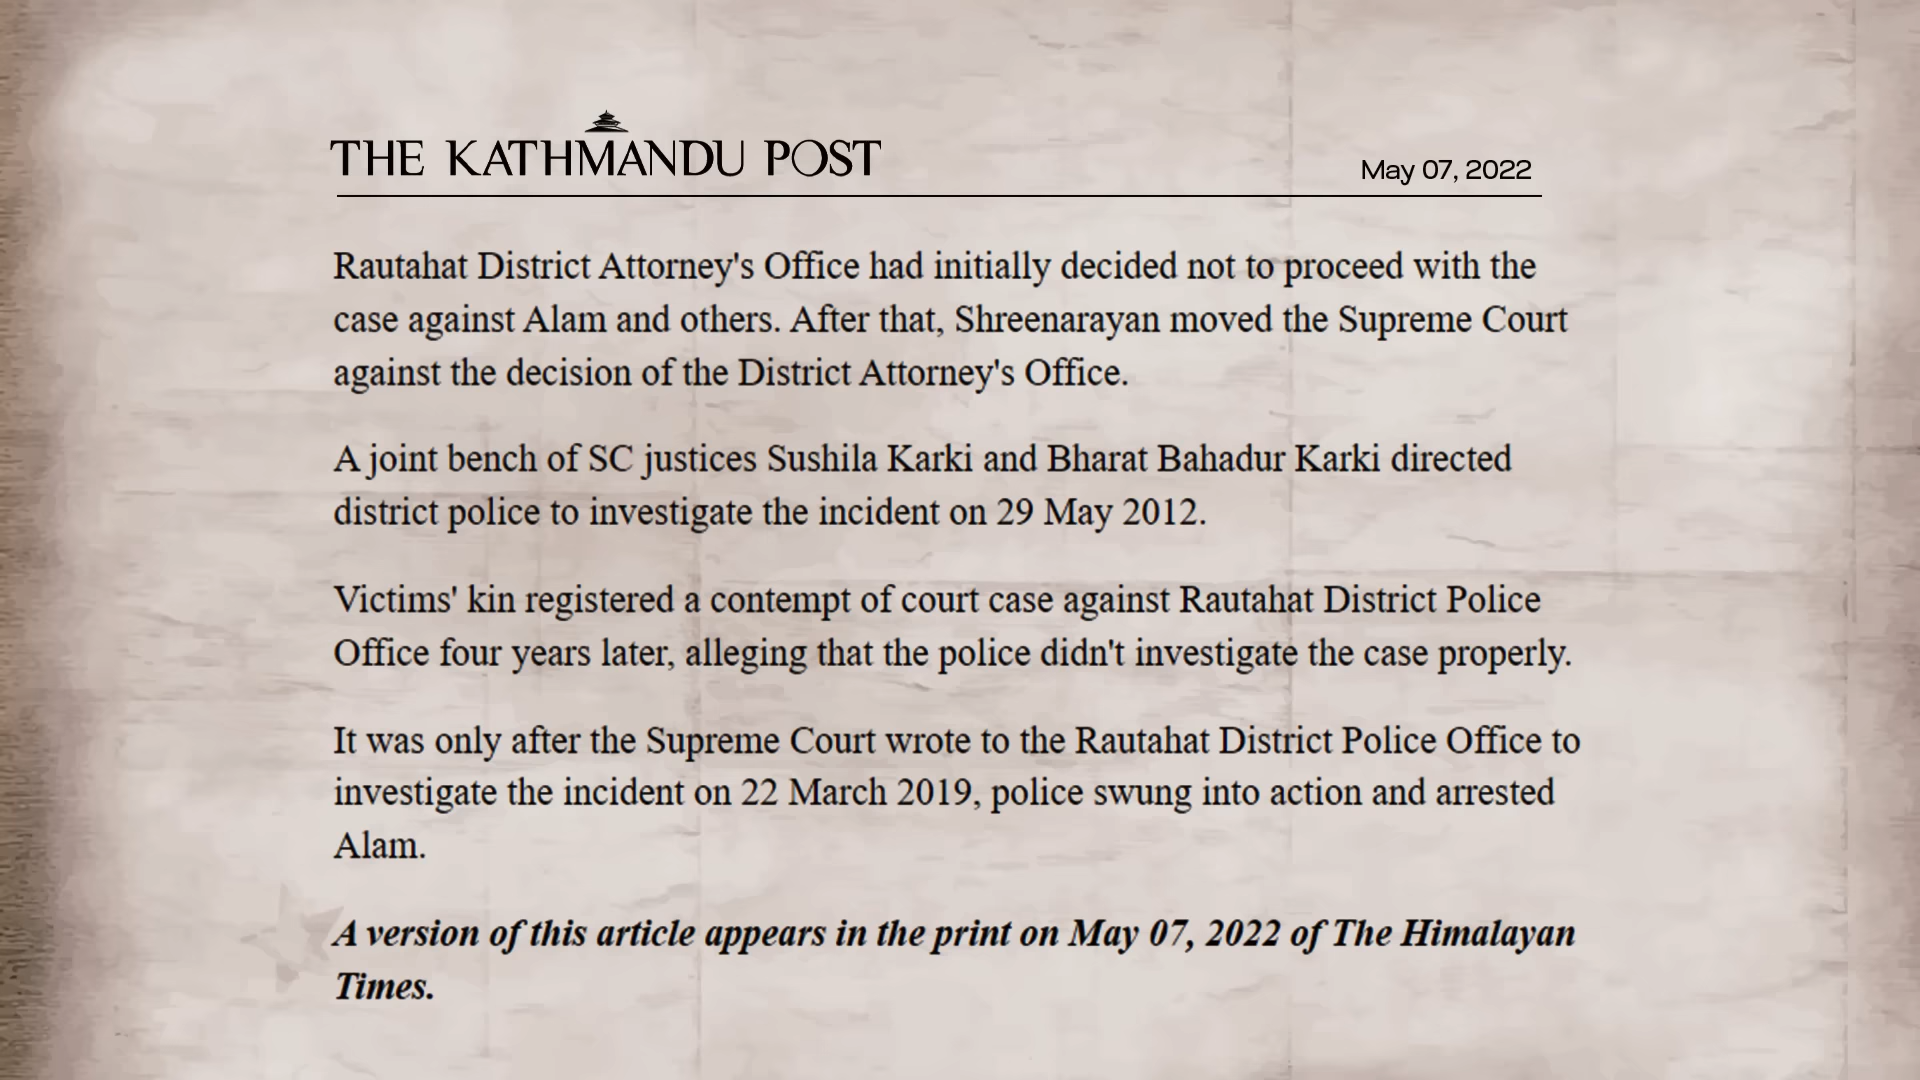 THE KATHMANDU POST
May 07, 2022
Rautahat District Attorney's Office had initially decided not to proceed with the
case against Alam and others. After that, Shreenarayan moved the Supreme Court
against the decision of the District Attorney's Office.
A joint bench of SC justices Sushila Karki and Bharat Bahadur Karki directed
district police to investigate the incident on 29 May 2012.
Victims' kin registered a contempt of court case against Rautahat District Police
Office four years later, alleging that the police didn't investigate the case properly.
It was only after the Supreme Court wrote to the Rautahat District Police Office to
investigate the incident on 22 March 2019, police swung into action and arrested
Alam.
A version of this article appears in the print on May 07, 2022 of The Himalayan
Times.